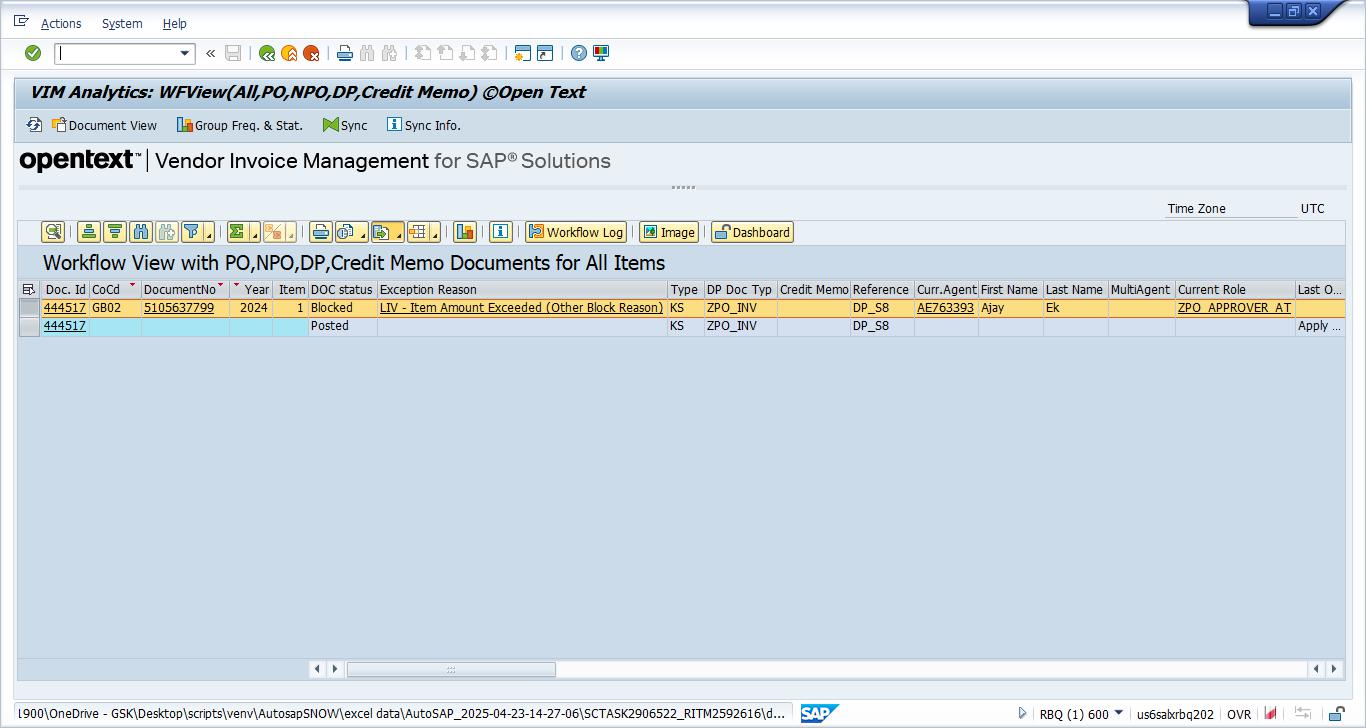 Actions System Help
VIM Analytics: WFView(All,PO,NPO,DP,Credit Memo) ©Open Text
Document View Group Freq. & Stat. Sync Sync Info.
opentext™ | Vendor Invoice Management for SAP® Solutions
Time Zone UTC
Workflow Log Image Dashboard
Workflow View with PO,NPO,DP,Credit Memo Documents for All Items
Doc. Id CoCd DocumentNo Year Item DOC status Exception Reason Type DP Doc Typ Credit Memo Reference Curr.Agent First Name Last Name MultiAgent Current Role Last O...
444517 GB02 5105637799 2024 1 Blocked LIV - Item Amount Exceeded (Other Block Reason) KS ZPO_INV DP_S8 AE763393 Ajay Ek ZPO_APPROVER_AT
444517 Posted KS ZPO_INV DP_S8 Apply ...
1900\OneDrive - GSK\Desktop\scripts\venv\AutosapSNOW\excel data\AutoSAP_2025-04-23-14-27-06\SCTASK2906522_RITM2592616\d... SAP RBQ (1) 600 us6salxrbq202 OVR